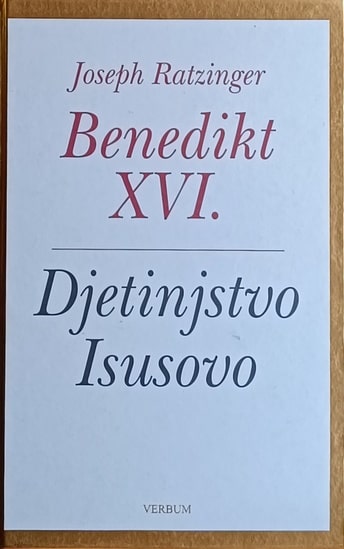 Joseph Ratzinger
Benedikt
XVI.
Djetinjstvo
Isusovo
VERBUM